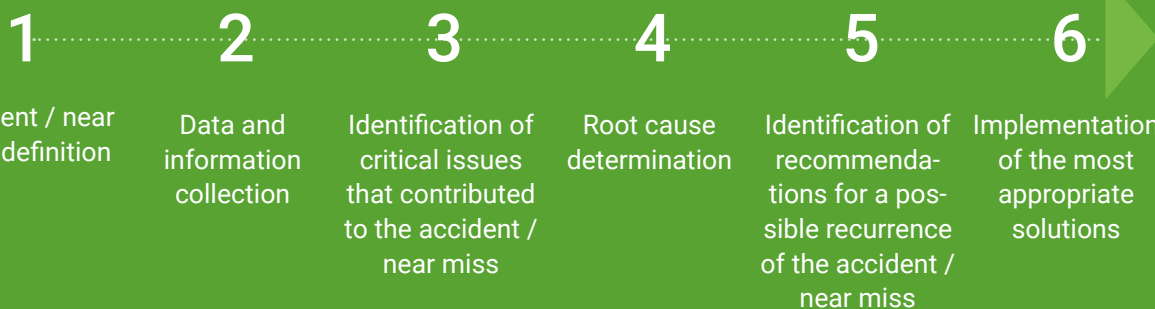 1 2 3 4 5 6
ent / near
definition
Data and
information
collection
Identification of
critical issues
that contributed
to the accident /
near miss
Root cause
determination
Identification of
recommenda-
tions for a pos-
sible recurrence
of the accident /
near miss
Implementation
of the most
appropriate
solutions